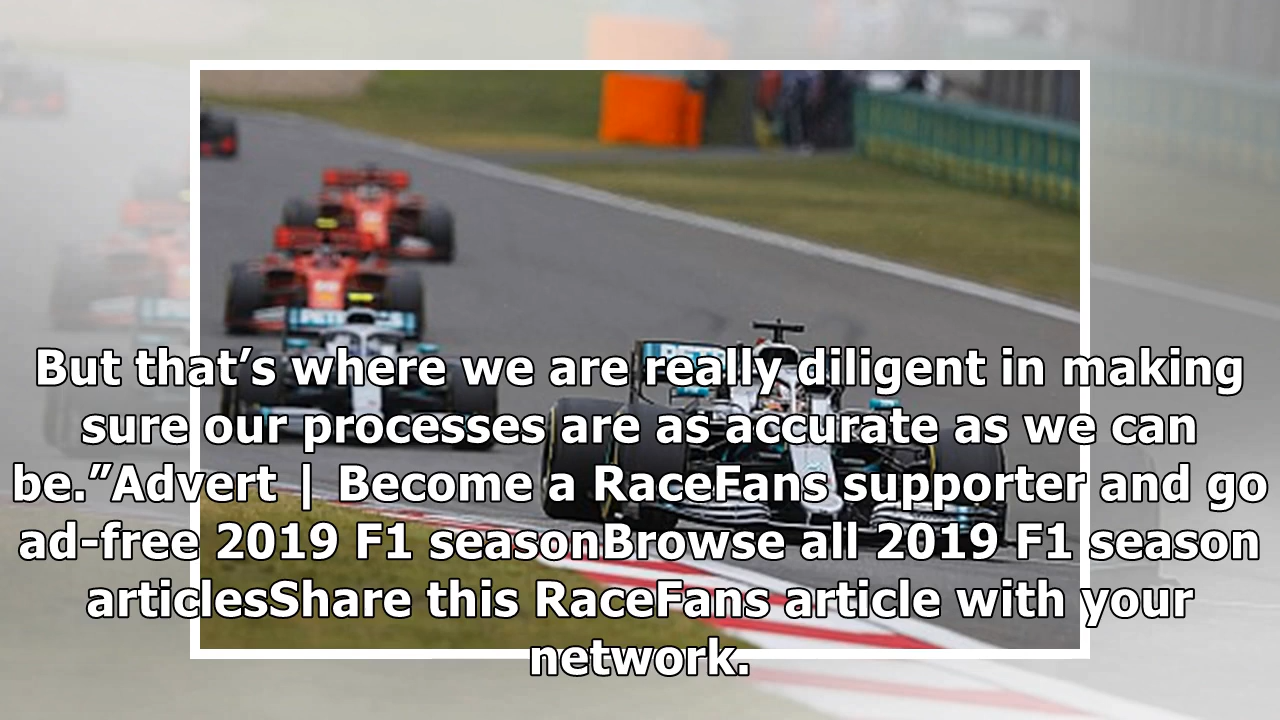 PETRONAS
But that’s where we are really diligent in making
sure our processes are as accurate as we can
be.”Advert | Become a RaceFans supporter and go
ad-free 2019 F1 seasonBrowse all 2019 F1 season
articlesShare this RaceFans article with your
network.